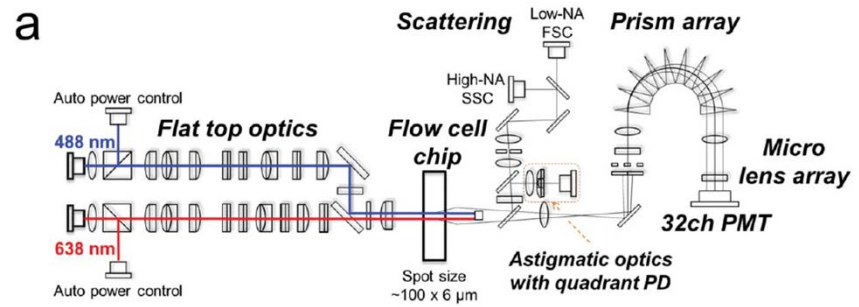 a
Scattering
Low-NA
FSC
Prism array
High-NA
SSC
Auto power control
488 nm
Flat top optics
Flow cell
chip
Micro
lens array
32ch PMT
638 nm
Auto power control
Spot size
~100 x 6 μm
Astigmatic optics
with quadrant PD